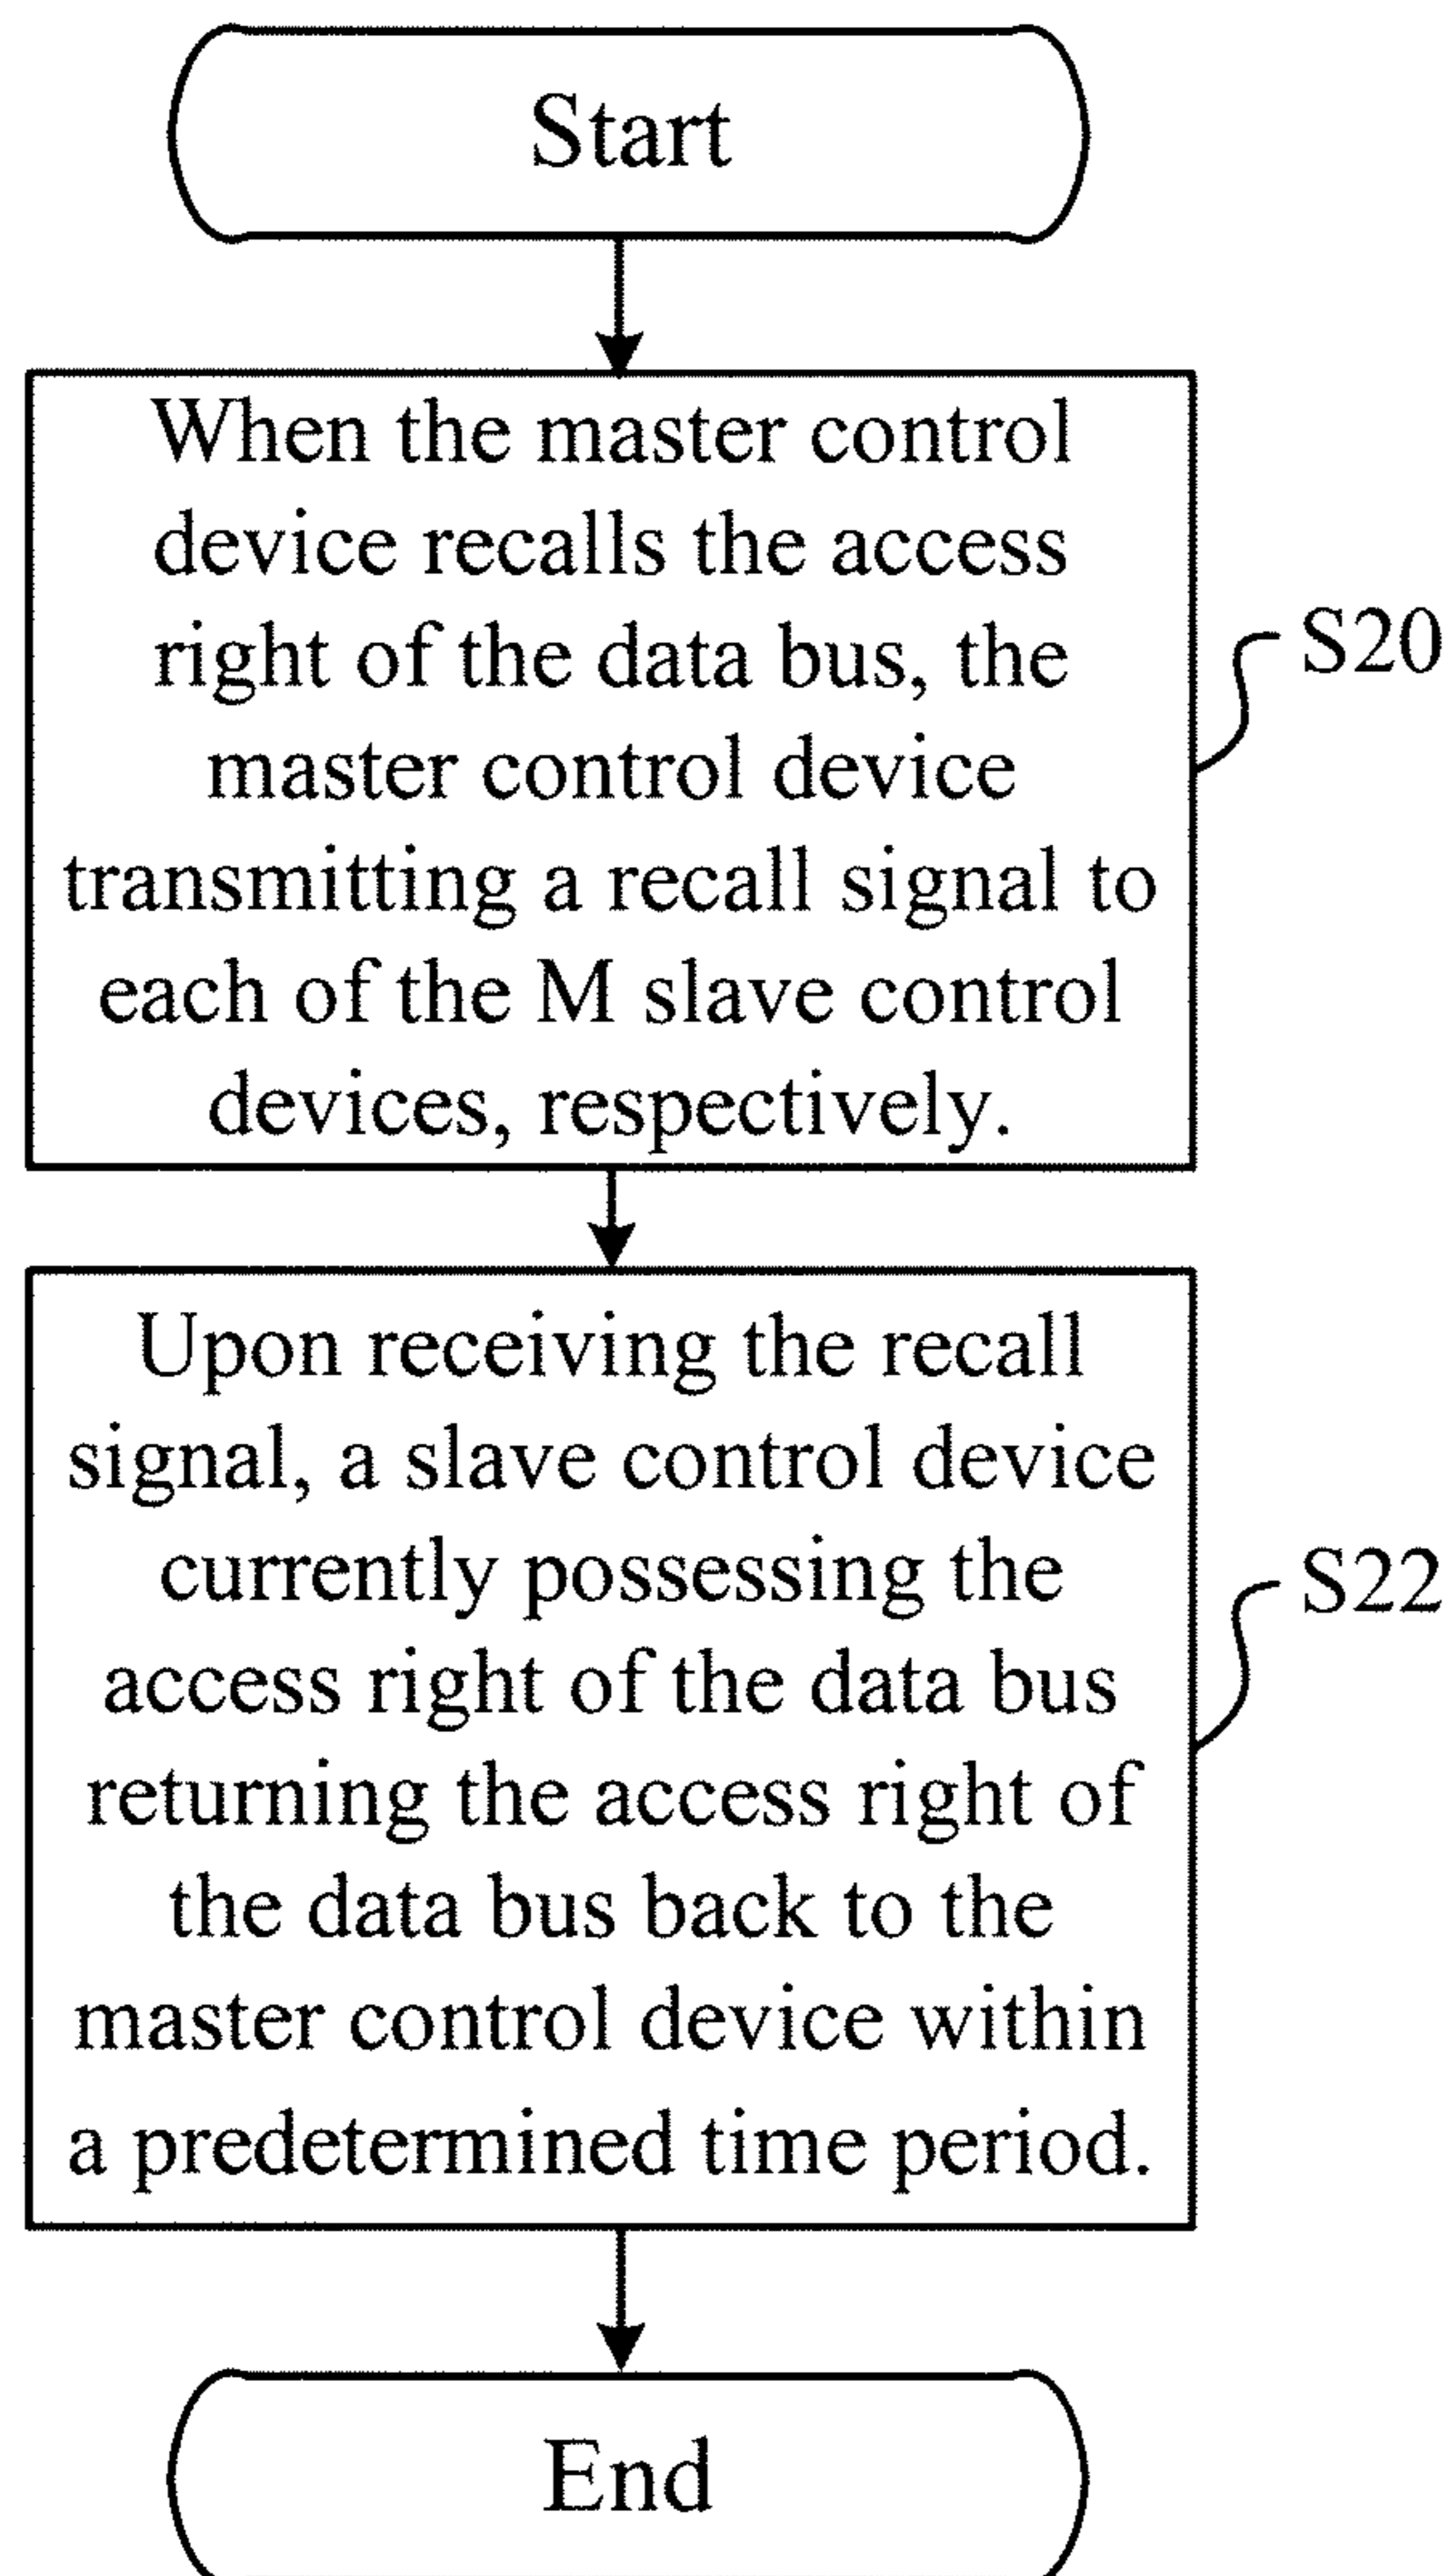 Start
When the master control
device recalls the access
right of the data bus, the
master control device
transmitting a recall signal to
each of the M slave control
devices, respectively.
S20
Upon receiving the recall
signal, a slave control device
currently possessing the
access right of the data bus
returning the access right of
the data bus back to the
master control device within
a predetermined time period.
S22
End